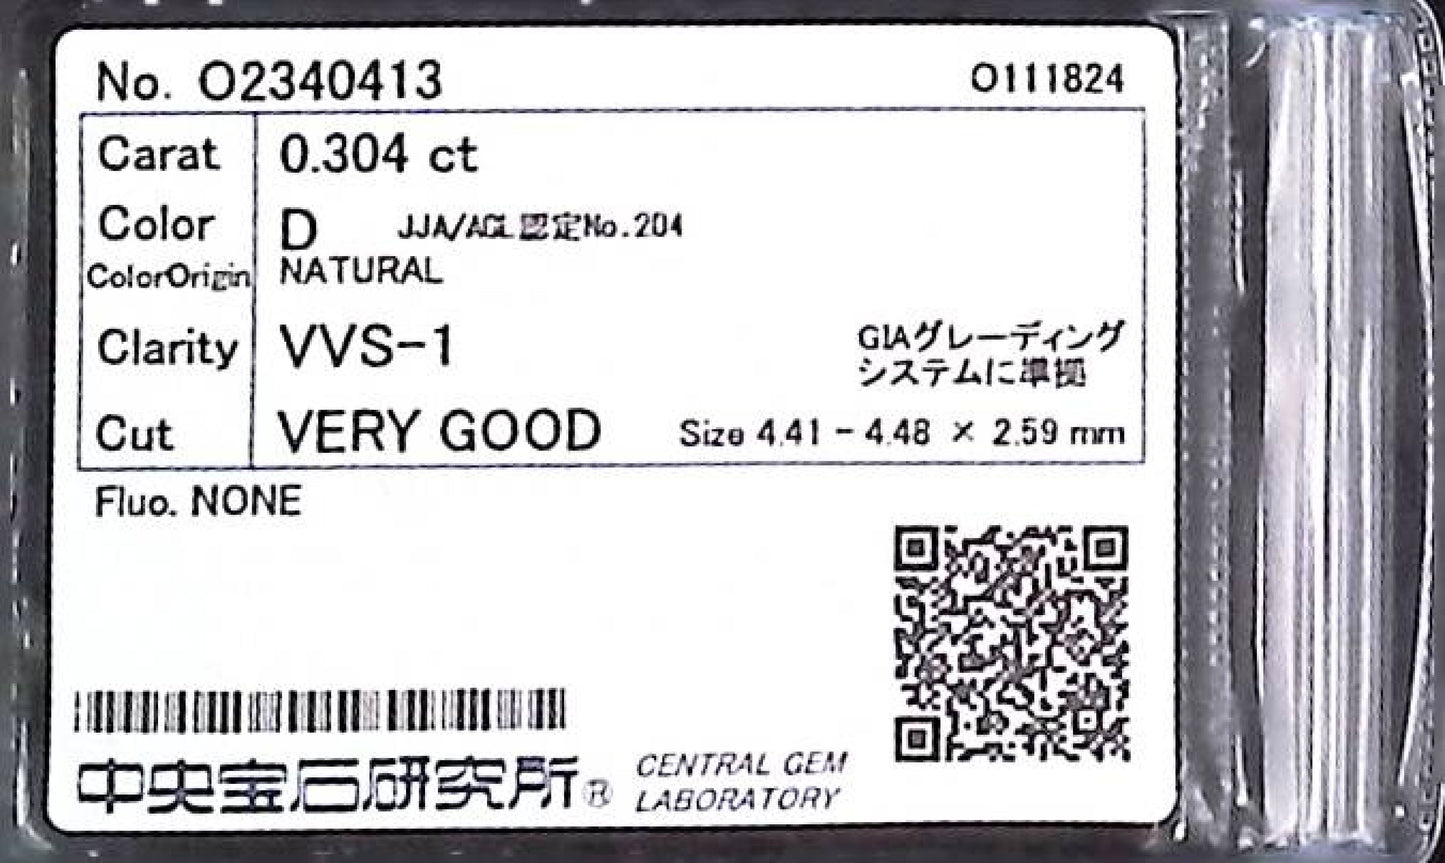 No. O2340413 O111824
Carat 0.304 ct
Color D JJA/AGL認定No.204
ColorOrigin NATURAL
Clarity VVS-1 GIAグレーディング
システムに準拠
Cut VERY GOOD Size 4.41 - 4.48 × 2.59 mm
Fluo. NONE
中央宝石研究所® CENTRAL GEM
LABORATORY